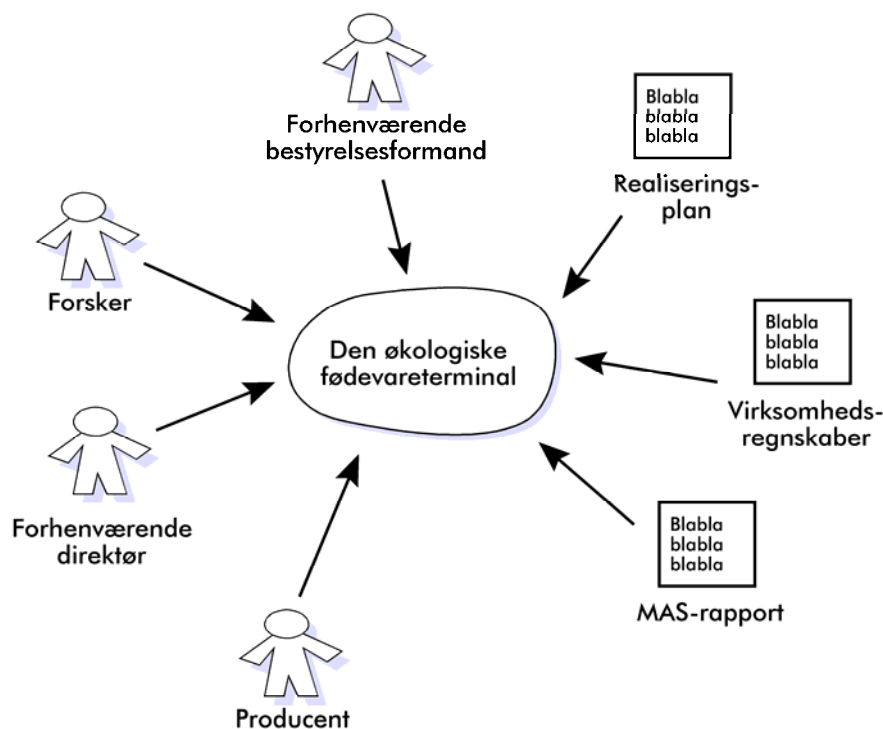 Forhenværende
bestyrelsesformand
Blabla
blabla
blabla
Realiserings-
plan
Forsker
Den økologiske
fødevareterminal
Blabla
blabla
blabla
Virksomheds-
regnskaber
Forhenværende
direktør
Blabla
blabla
blabla
MAS-rapport
Producent